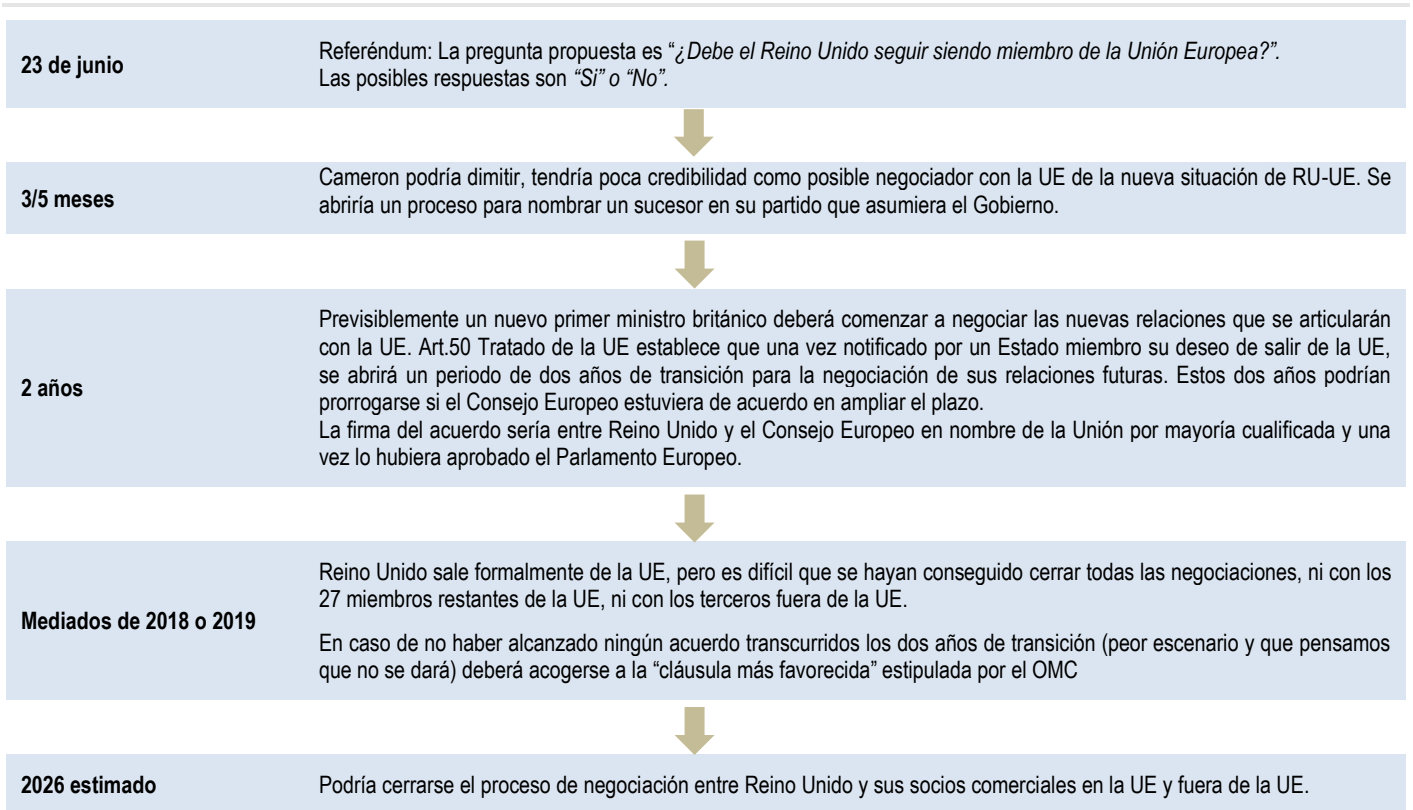 23 de junio
Referéndum: La pregunta propuesta es “¿Debe el Reino Unido seguir siendo miembro de la Unión Europea?”.
Las posibles respuestas son “Si” o “No”.
3/5 meses
Cameron podría dimitir, tendría poca credibilidad como posible negociador con la UE de la nueva situación de RU-UE. Se
abriría un proceso para nombrar un sucesor en su partido que asumiera el Gobierno.
2 años
Previsiblemente un nuevo primer ministro británico deberá comenzar a negociar las nuevas relaciones que se articularán
con la UE. Art.50 Tratado de la UE establece que una vez notificado por un Estado miembro su deseo de salir de la UE,
se abrirá un periodo de dos años de transición para la negociación de sus relaciones futuras. Estos dos años podrían
prorrogarse si el Consejo Europeo estuviera de acuerdo en ampliar el plazo.
La firma del acuerdo sería entre Reino Unido y el Consejo Europeo en nombre de la Unión por mayoría cualificada y una
vez lo hubiera aprobado el Parlamento Europeo.
Mediados de 2018 o 2019
Reino Unido sale formalmente de la UE, pero es difícil que se hayan conseguido cerrar todas las negociaciones, ni con los
27 miembros restantes de la UE, ni con los terceros fuera de la UE.
En caso de no haber alcanzado ningún acuerdo transcurridos los dos años de transición (peor escenario y que pensamos
que no se dará) deberá acogerse a la “cláusula más favorecida” estipulada por el OMC
2026 estimado
Podría cerrarse el proceso de negociación entre Reino Unido y sus socios comerciales en la UE y fuera de la UE.